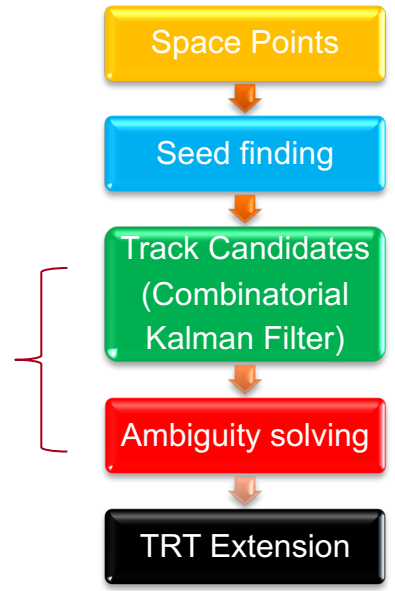 Space Points
Seed finding
Track Candidates
(Combinatorial
Kalman Filter)
Ambiguity solving
TRT Extension